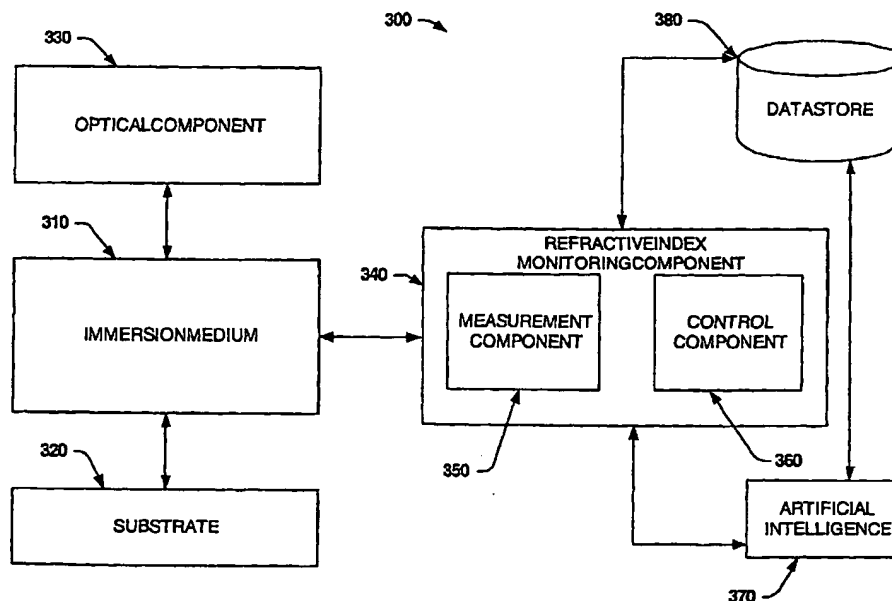 300
330
OPTICALCOMPONENT
380
DATASTORE
310
IMMERSIONMEDIUM
340
REFRACTIVEINDEX
MONITORINGCOMPONENT
MEASUREMENT
COMPONENT
CONTROL
COMPONENT
350
360
320
SUBSTRATE
ARTIFICIAL
INTELLIGENCE
370